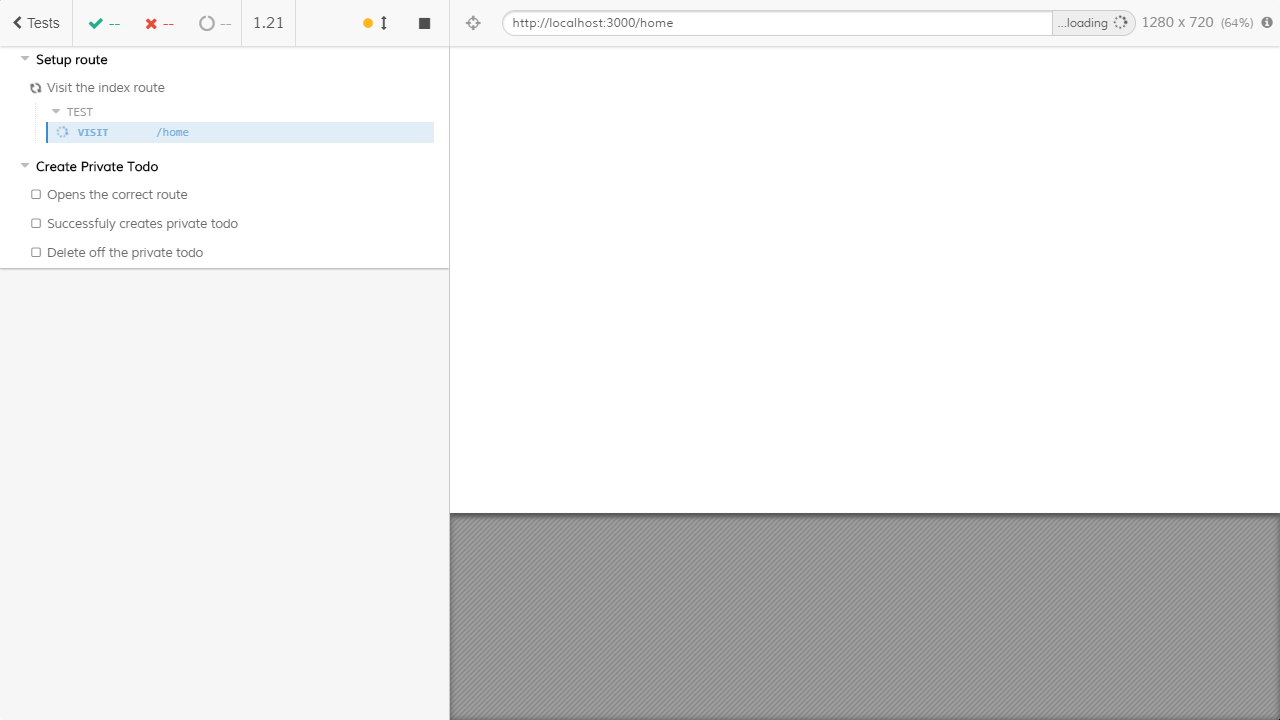 Tests -- -- -- 1.21 http://localhost:3000/home ...loading 1280 x 720 (64%)
Setup route
Visit the index route
TEST
VISIT /home
Create Private Todo
Opens the correct route
Successfuly creates private todo
Delete off the private todo